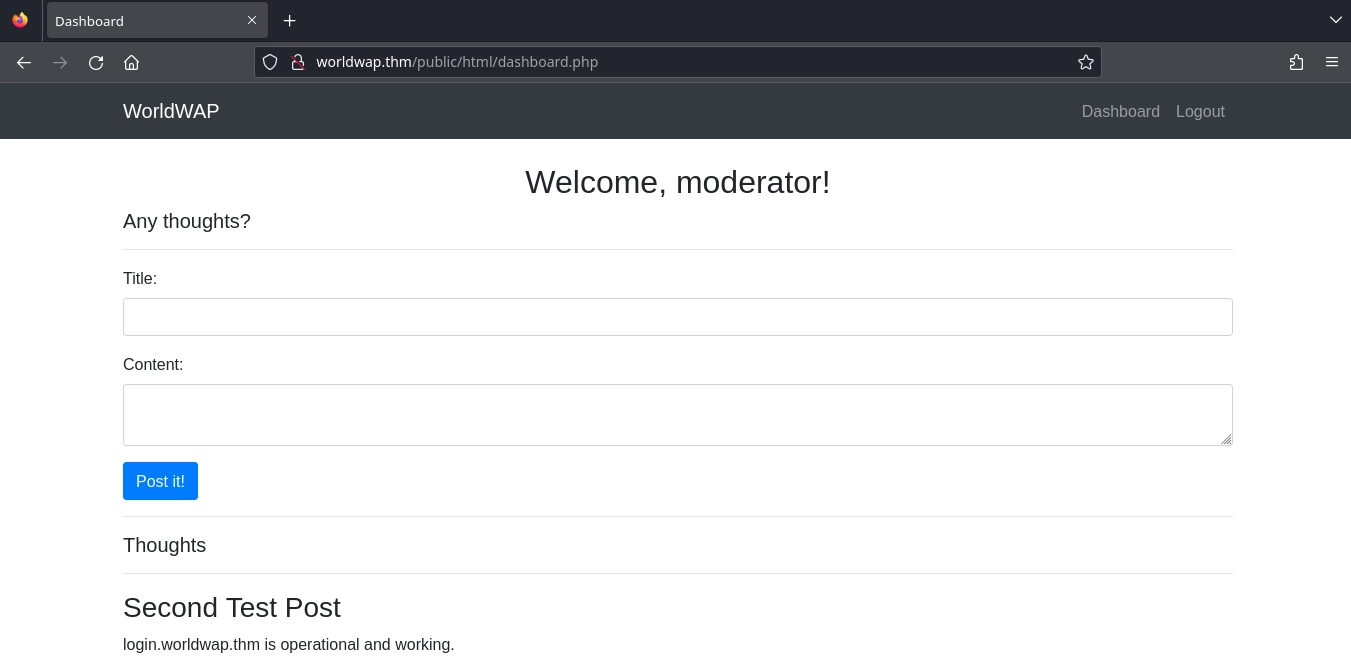 Dashboard
worldwap.thm/public/html/dashboard.php
WorldWAP
Dashboard Logout
Welcome, moderator!
Any thoughts?
Title:
Content:
Post it!
Thoughts
Second Test Post
login.worldwap.thm is operational and working.